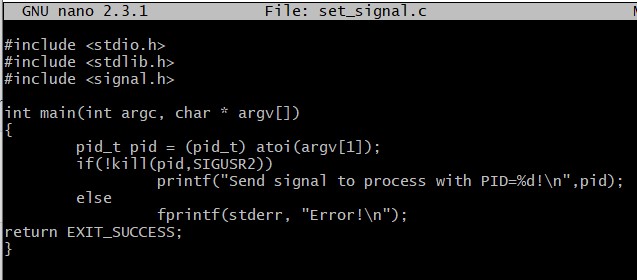 GNU nano 2.3.1 File: set_signal.c
#include <stdio.h>
#include <stdlib.h>
#include <signal.h>
int main(int argc, char * argv[])
{
pid_t pid = (pid_t) atoi(argv[1]);
if(!kill(pid,SIGUSR2))
printf("Send signal to process with PID=%d!\n",pid);
else
fprintf(stderr, "Error!\n");
return EXIT_SUCCESS;
}